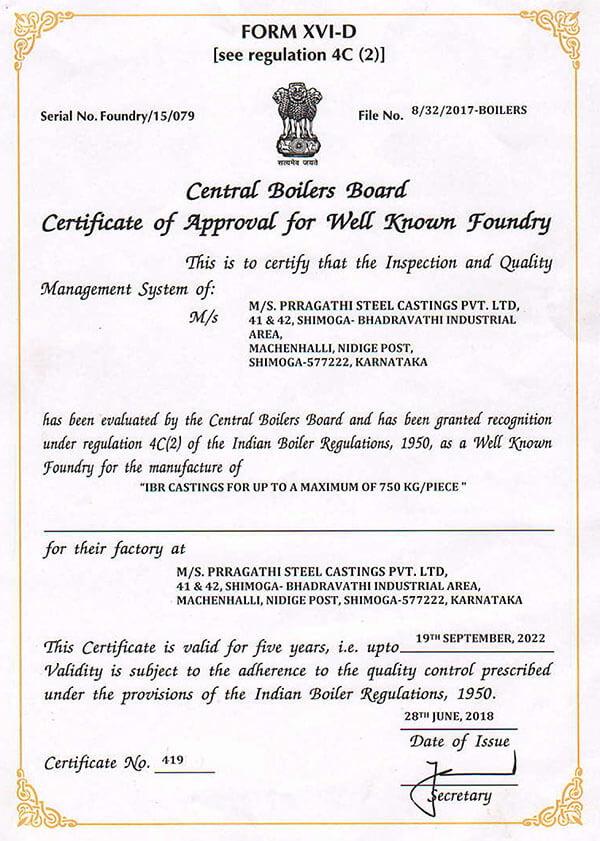 FORM XVI-D
[see regulation 4C (2)]
Serial No. Foundry/15/079
File No. 8/32/2017-BOILERS
सत्यमेव जयते
Central Boilers Board
Certificate of Approval for Well Known Foundry
This is to certify that the Inspection and Quality
Management System of:
M/s M/S. PRRAGATHI STEEL CASTINGS PVT. LTD,
41 & 42, SHIMOGA- BHADRAVATHI INDUSTRIAL
AREA,
MACHENHALLI, NIDIGE POST,
SHIMOGA-577222, KARNATAKA
has been evaluated by the Central Boilers Board and has been granted recognition
under regulation 4C(2) of the Indian Boiler Regulations, 1950, as a Well Known
Foundry for the manufacture of
"IBR CASTINGS FOR UP TO A MAXIMUM OF 750 KG/PIECE "
for their factory at
M/S. PRRAGATHI STEEL CASTINGS PVT. LTD,
41 & 42, SHIMOGA- BHADRAVATHI INDUSTRIAL AREA,
MACHENHALLI, NIDIGE POST, SHIMOGA-577222, KARNATAKA
This Certificate is valid for five years, i.e. upto 19TH SEPTEMBER, 2022
Validity is subject to the adherence to the quality control prescribed
under the provisions of the Indian Boiler Regulations, 1950.
28TH JUNE, 2018
Date of Issue
Certificate No. 419
Secretary